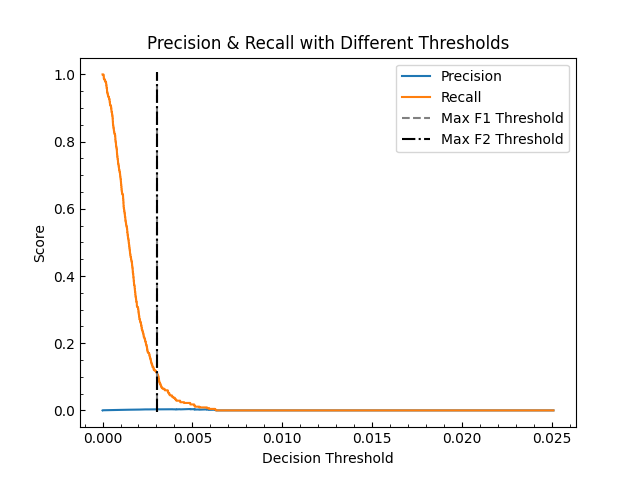 Precision & Recall with Different Thresholds
Precision
Recall
Max F1 Threshold
Max F2 Threshold
Score
1.0
0.8
0.6
0.4
0.2
0.0
0.000 0.005 0.010 0.015 0.020 0.025
Decision Threshold